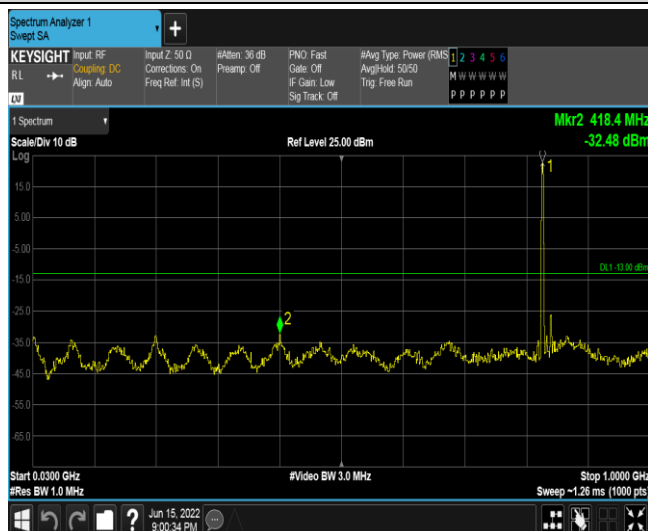 Spectrum Analyzer 1
Swept SA
+
KEYSIGHT
RL
LXI
Input: RF
Coupling: DC
Align: Auto
Input Z: 50 Ω
Corrections: On
Freq Ref: Int (S)
#Atten: 36 dB
Preamp: Off
PNO: Fast
Gate: Off
IF Gain: Low
Sig Track: Off
#Avg Type: Power (RMS
Avg|Hold: 50/50
Trig: Free Run
1 2 3 4 5 6
M W W W W W
P P P P P P
1 Spectrum
Scale/Div 10 dB
Ref Level 25.00 dBm
Mkr2 418.4 MHz
-32.48 dBm
Log
1
15.0
5.00
-5.00
DL1 -13.00 dBm
-15.0
-25.0
2
-35.0
-45.0
-55.0
-65.0
Start 0.0300 GHz
#Res BW 1.0 MHz
#Video BW 3.0 MHz
Stop 1.0000 GHz
Sweep ~1.26 ms (1000 pts)
?
Jun 15, 2022
9:00:34 PM